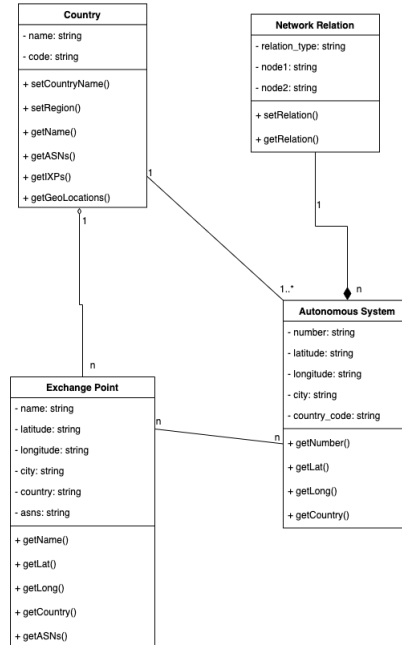 Country
- name: string
- code: string
+ setCountryName()
+ setRegion()
+ getName()
+ getASNs()
+ getIXPs()
+ getGeoLocations()
Network Relation
- relation_type: string
- node1: string
- node2: string
+ setRelation()
+ getRelation()
1
1
1
1..*
n
n
n
n
Autonomous System
- number: string
- latitude: string
- longitude: string
- city: string
- country_code: string
+ getNumber()
+ getLat()
+ getLong()
+ getCountry()
Exchange Point
- name: string
- latitude: string
- longitude: string
- city: string
- country: string
- asns: string
+ getName()
+ getLat()
+ getLong()
+ getCountry()
+ getASNs()